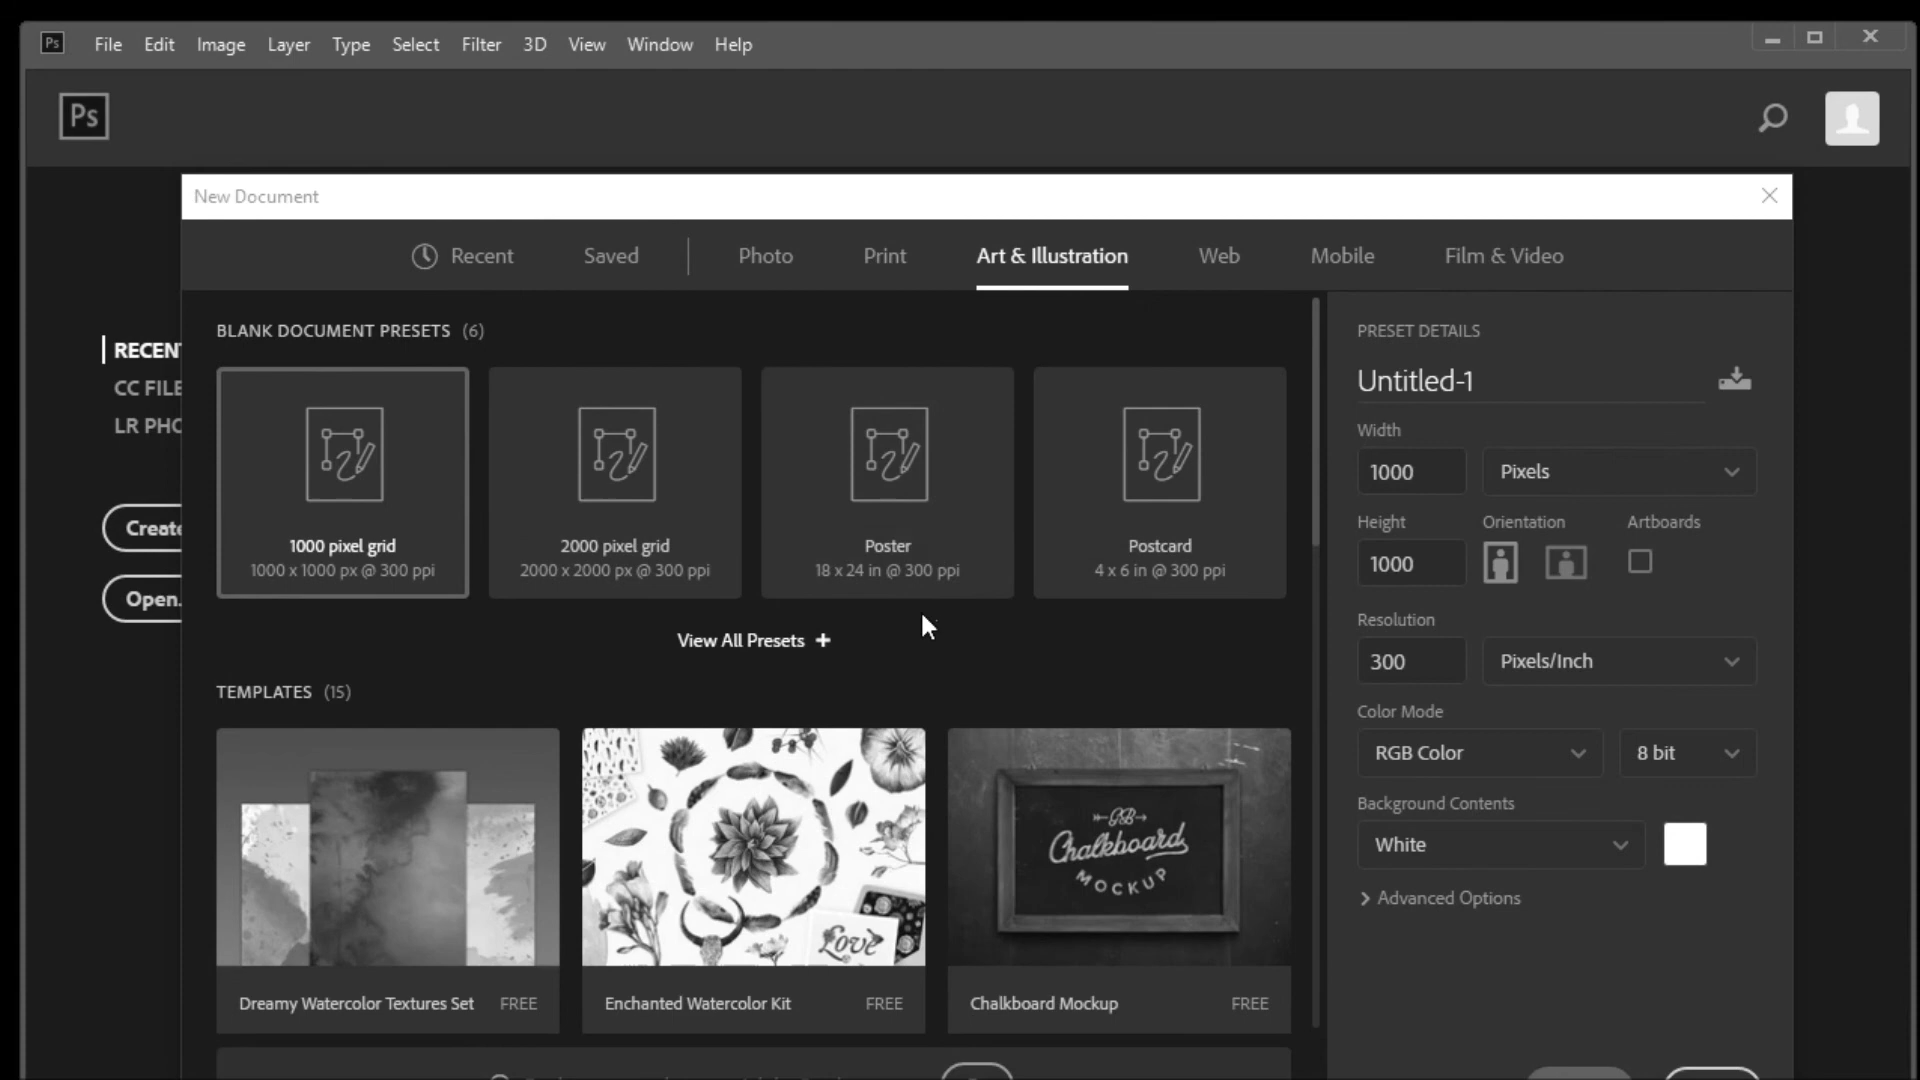 Ps File Edit Image Layer Type Select Filter 3D View Window Help
Ps
New Document
Recent Saved Photo Print Art & Illustration Web Mobile Film & Video
BLANK DOCUMENT PRESETS (6)
1000 pixel grid
1000 x 1000 px @ 300 ppi
2000 pixel grid
2000 x 2000 px @ 300 ppi
Poster
18 x 24 in @ 300 ppi
Postcard
4 x 6 in @ 300 ppi
View All Presets +
TEMPLATES (15)
Love
Chalkboard
MOCKUP
Dreamy Watercolor Textures Set FREE
Enchanted Watercolor Kit FREE
Chalkboard Mockup FREE
RECENT
CC FILE
LR PHO
Create
Open.
PRESET DETAILS
Untitled-1
Width
1000 Pixels
Height Orientation Artboards
1000
Resolution
300 Pixels/Inch
Color Mode
RGB Color 8 bit
Background Contents
White
Advanced Options